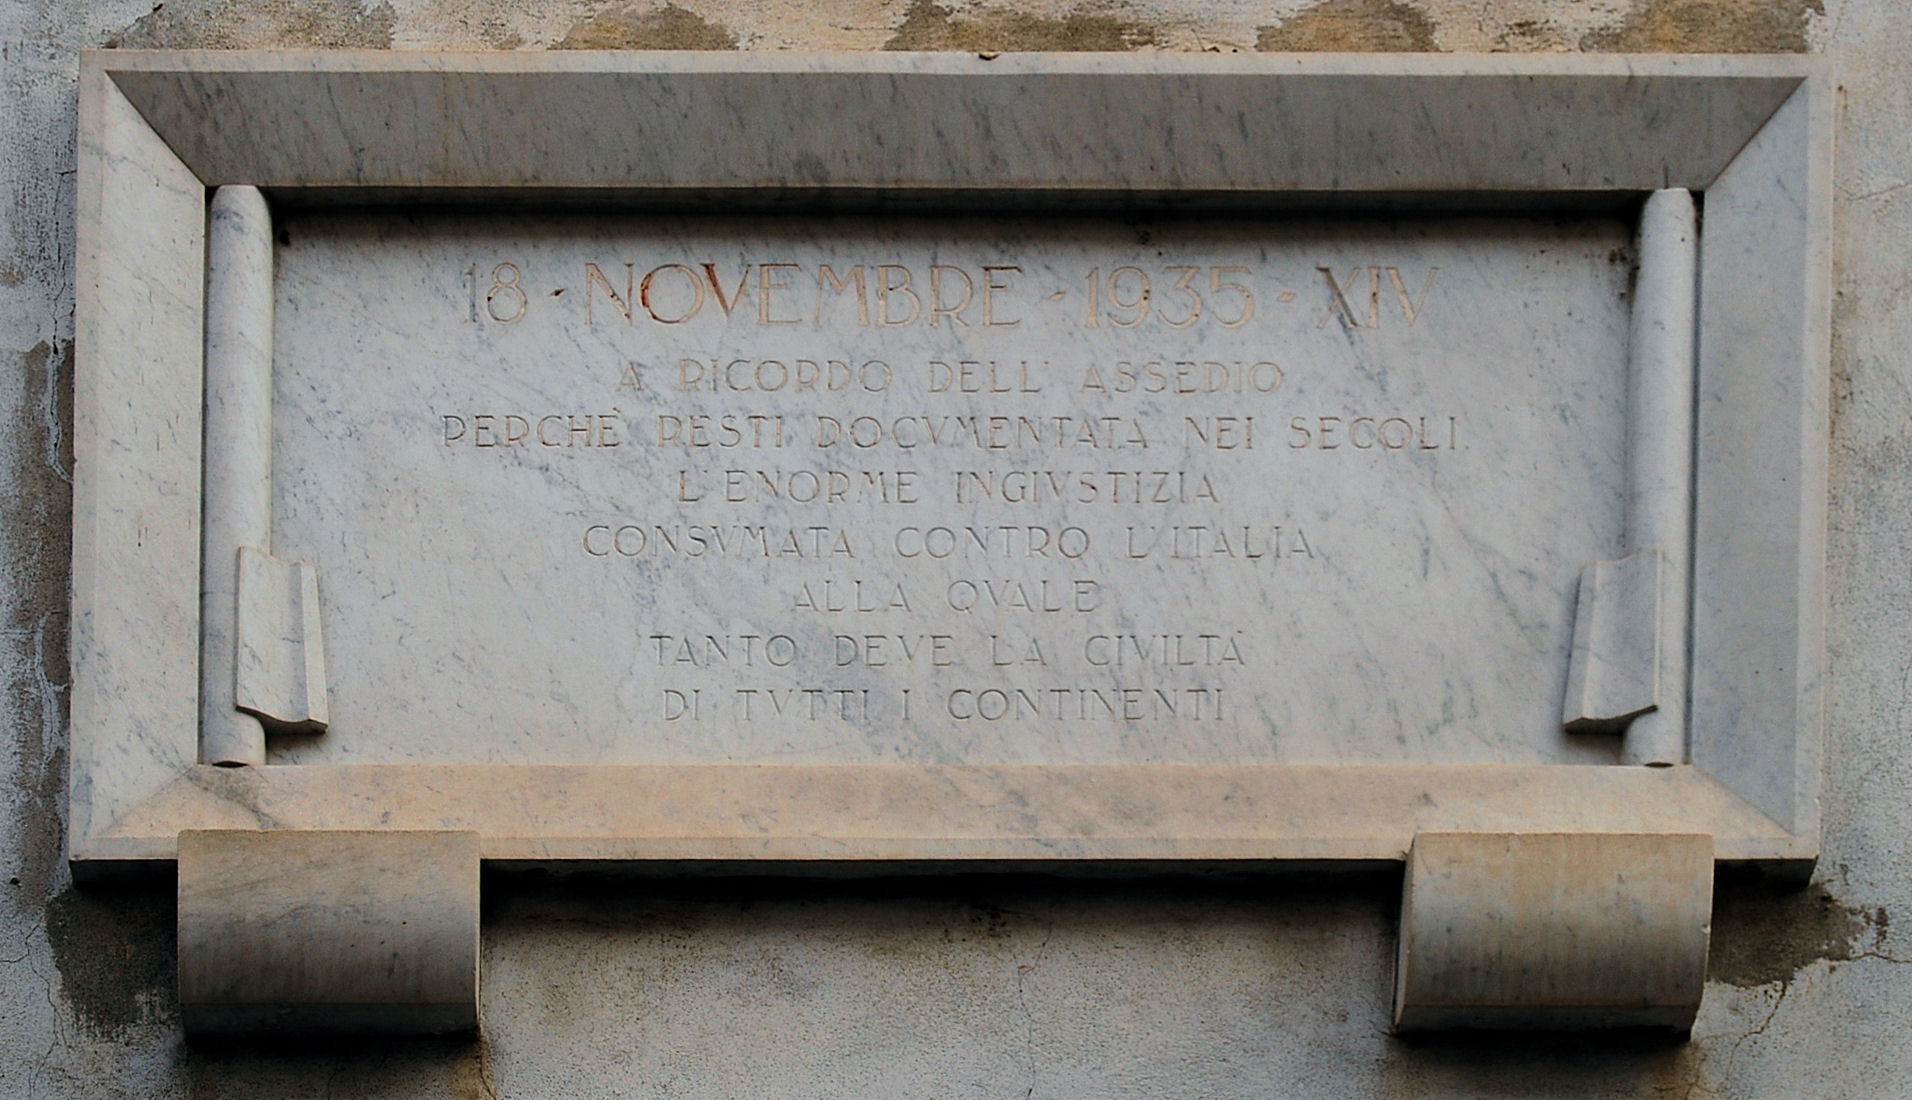 18 - NOVEMBRE - 1935 - XIV
A RICORDO DELL' ASSEDIO
PERCHÈ RESTI DOCVMENTATA NEI SECOLI
L'ENORME INGIVSTIZIA
CONSVMATA CONTRO L'ITALIA
ALLA QVALE
TANTO DEVE LA CIVILTÀ
DI TVTTI I CONTINENTI